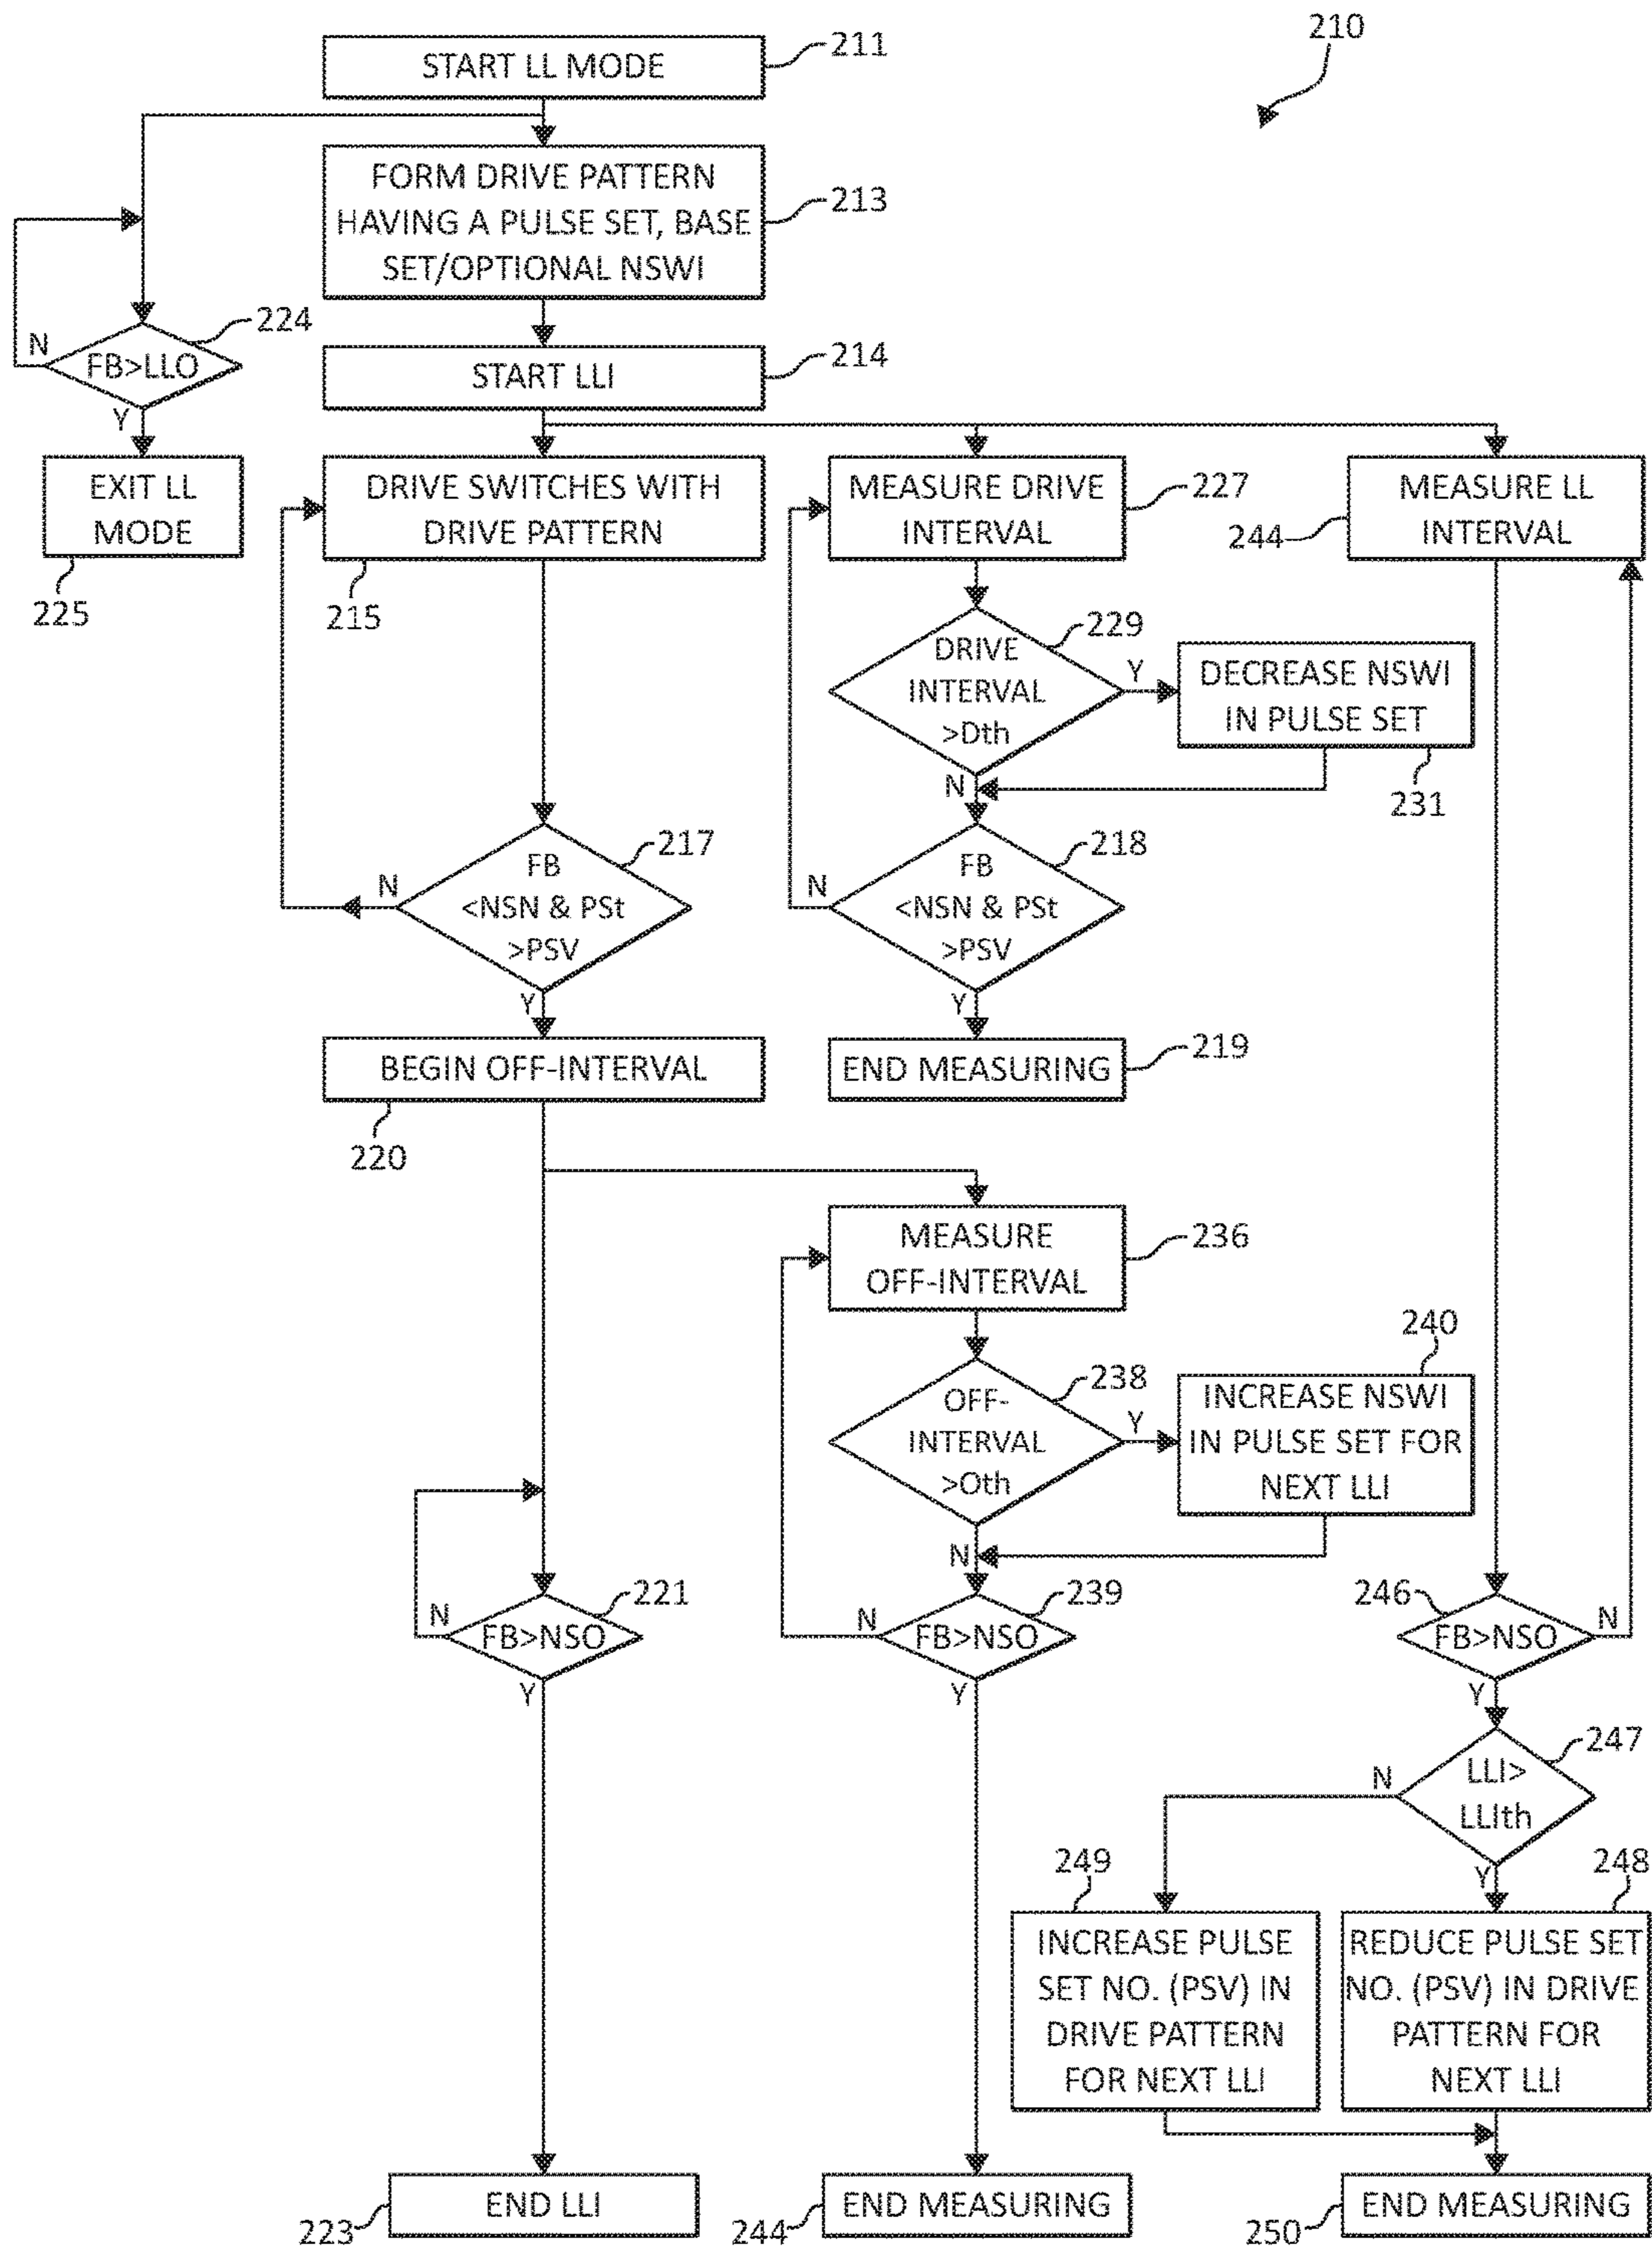 210
START LL MODE
211
FORM DRIVE PATTERN
HAVING A PULSE SET, BASE
SET/OPTIONAL NSWI
213
FB>LLO
224
N
Y
START LLI
214
EXIT LL
MODE
225
DRIVE SWITCHES WITH
DRIVE PATTERN
215
MEASURE DRIVE
INTERVAL
227
MEASURE LL
INTERVAL
244
DRIVE
INTERVAL
>Dth
229
Y
N
DECREASE NSWI
IN PULSE SET
231
FB
<NSN & PSt
>PSV
217
N
Y
FB
<NSN & PSt
>PSV
218
N
Y
BEGIN OFF-INTERVAL
220
END MEASURING
219
MEASURE
OFF-INTERVAL
236
OFF-
INTERVAL
>Oth
238
Y
N
240
INCREASE NSWI
IN PULSE SET FOR
NEXT LLI
FB>NSO
221
N
Y
FB>NSO
239
N
Y
FB>NSO
246
N
Y
LLI>
LLIth
247
N
Y
249
INCREASE PULSE
SET NO. (PSV) IN
DRIVE PATTERN
FOR NEXT LLI
248
REDUCE PULSE SET
NO. (PSV) IN DRIVE
PATTERN FOR
NEXT LLI
END LLI
223
END MEASURING
244
END MEASURING
250